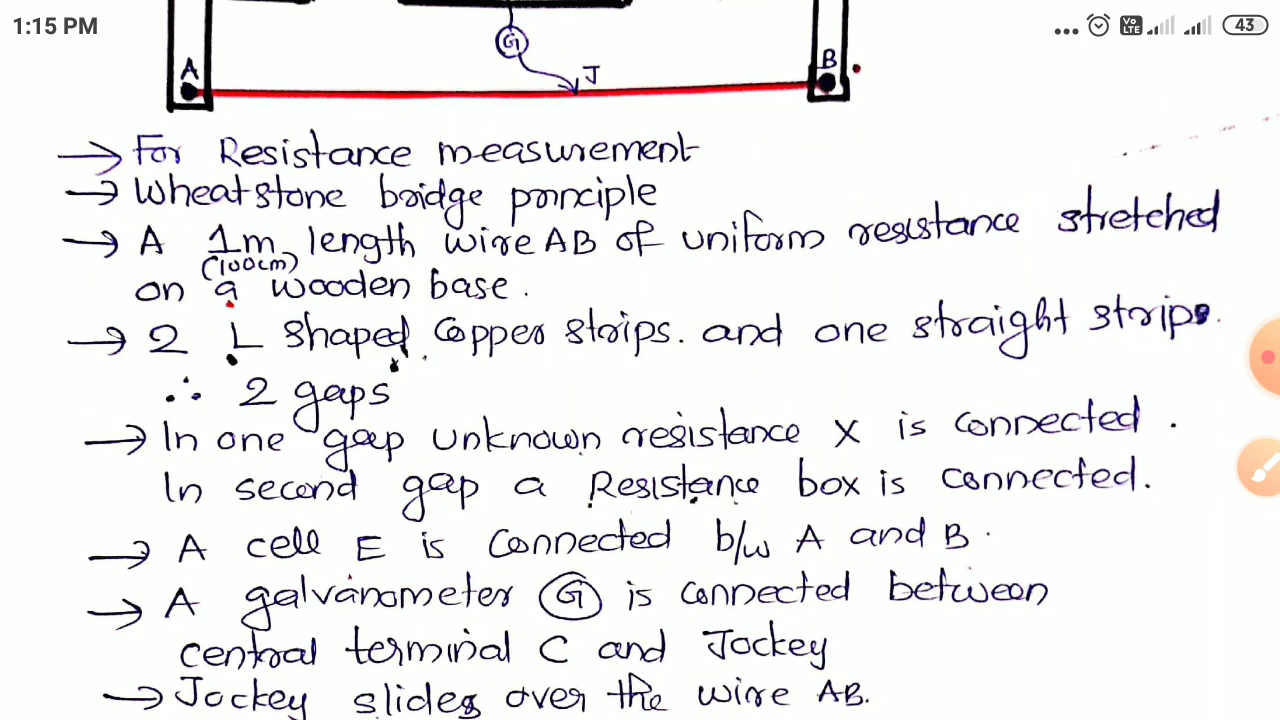 1:15 PM
... Vo LTE 43
G
J
A
B
→ For Resistance measurement
→ Wheatstone bridge principle
→ A 1m length wire AB of uniform resistance stretched
(100cm)
on a wooden base.
→ 2 L shaped copper strips. and one straight strip.
∴ 2 gaps
→ In one gap unknown resistance X is connected.
In second gap a Resistance box is connected.
→ A cell E is connected b/w A and B.
→ A galvanometer G is connected between
central terminal C and Jockey
→ Jockey slides over the wire AB.